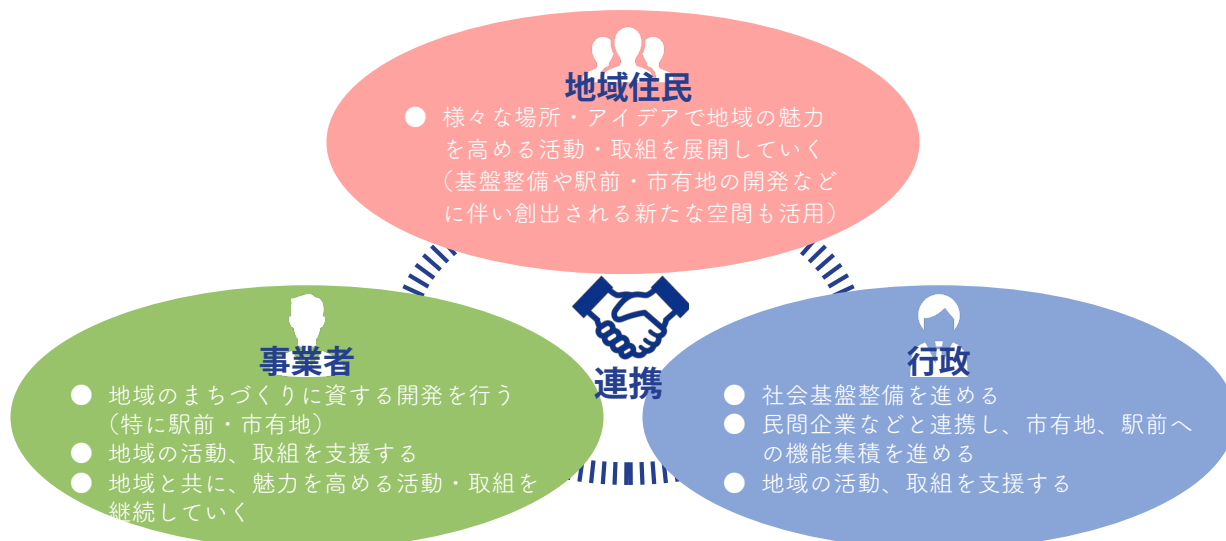 地域住民
● 様々な場所・アイデアで地域の魅力
を高める活動・取組を展開していく
（基盤整備や駅前・市有地の開発など
に伴い創出される新たな空間も活用）
連携
事業者
● 地域のまちづくりに資する開発を行う
（特に駅前・市有地）
● 地域の活動、取組を支援する
● 地域と共に、魅力を高める活動・取組を
継続していく
行政
● 社会基盤整備を進める
● 民間企業などと連携し、市有地、駅前へ
の機能集積を進める
● 地域の活動、取組を支援する